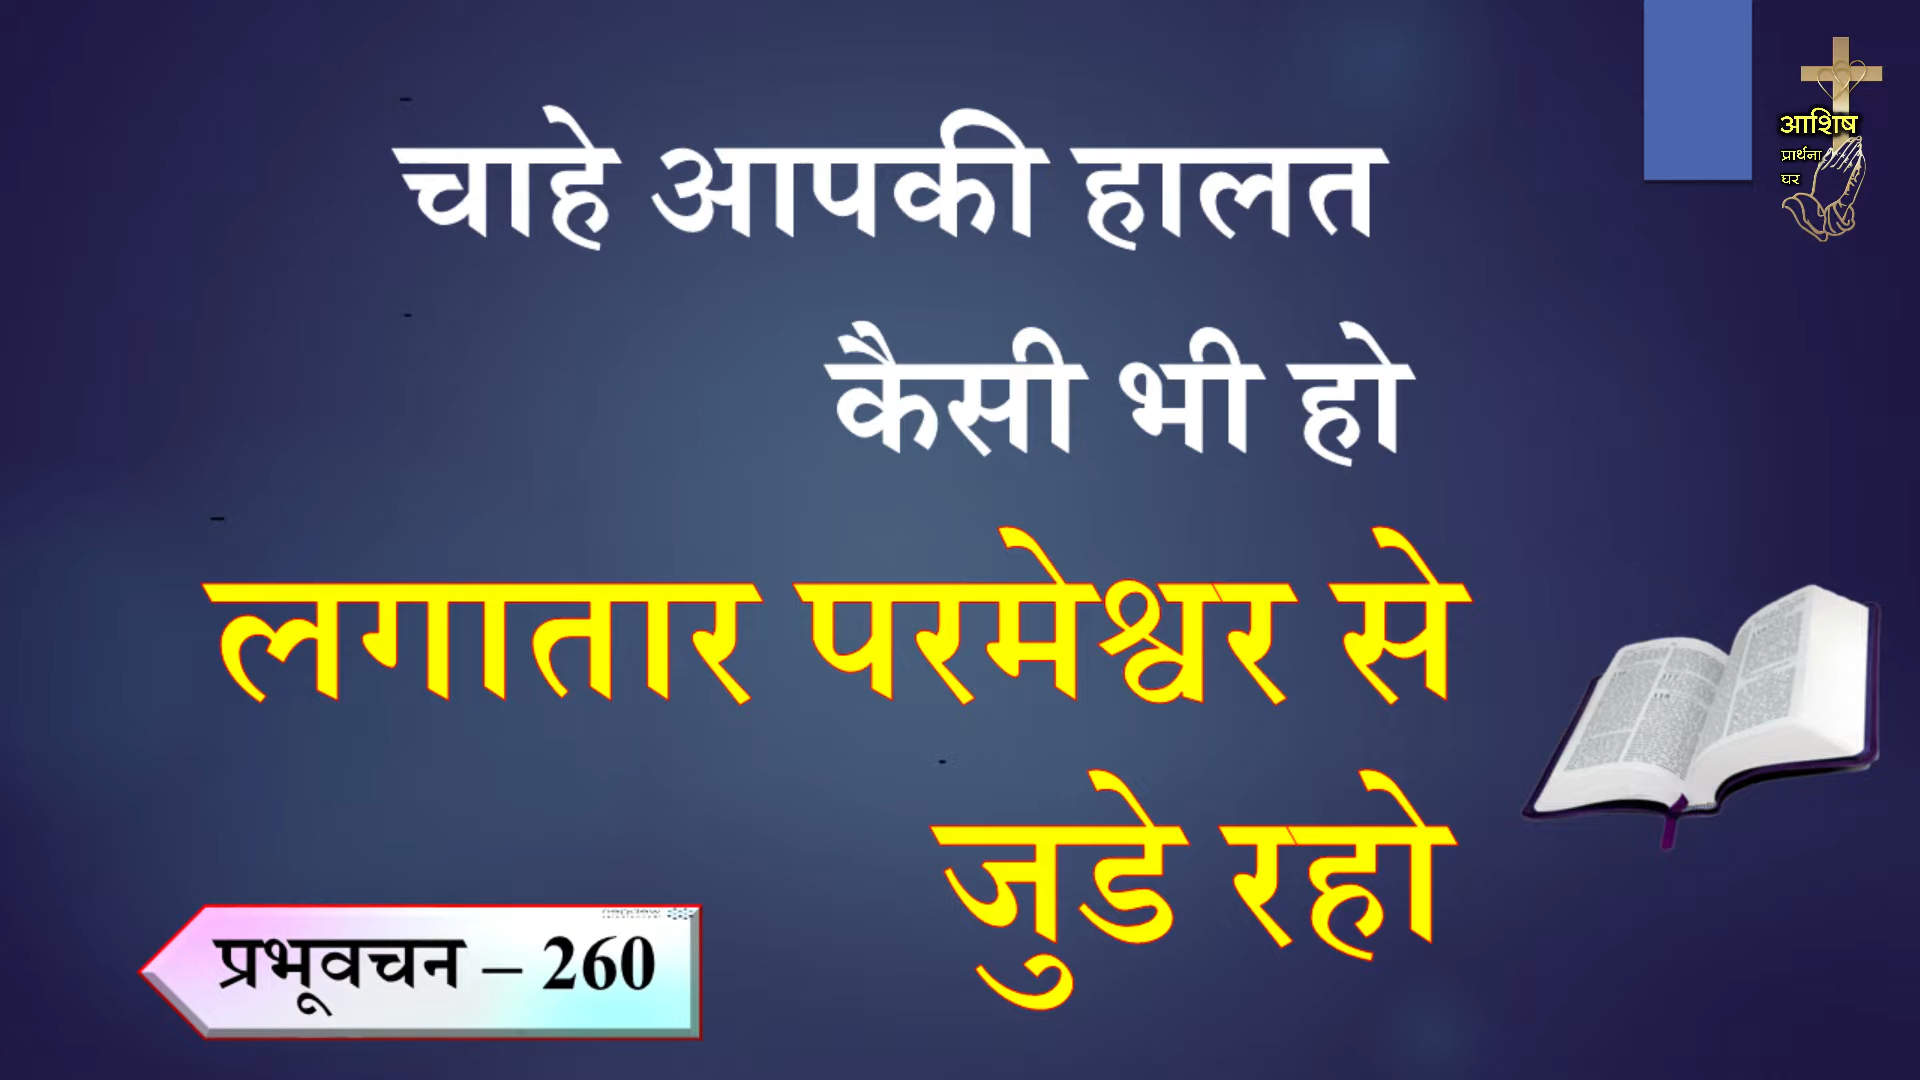 चाहे आपकी हालत
कैसी भी हो
लगातार परमेश्वर से
जुडे रहो
प्रभूवचन – 260
आशिष
प्रार्थना
घर